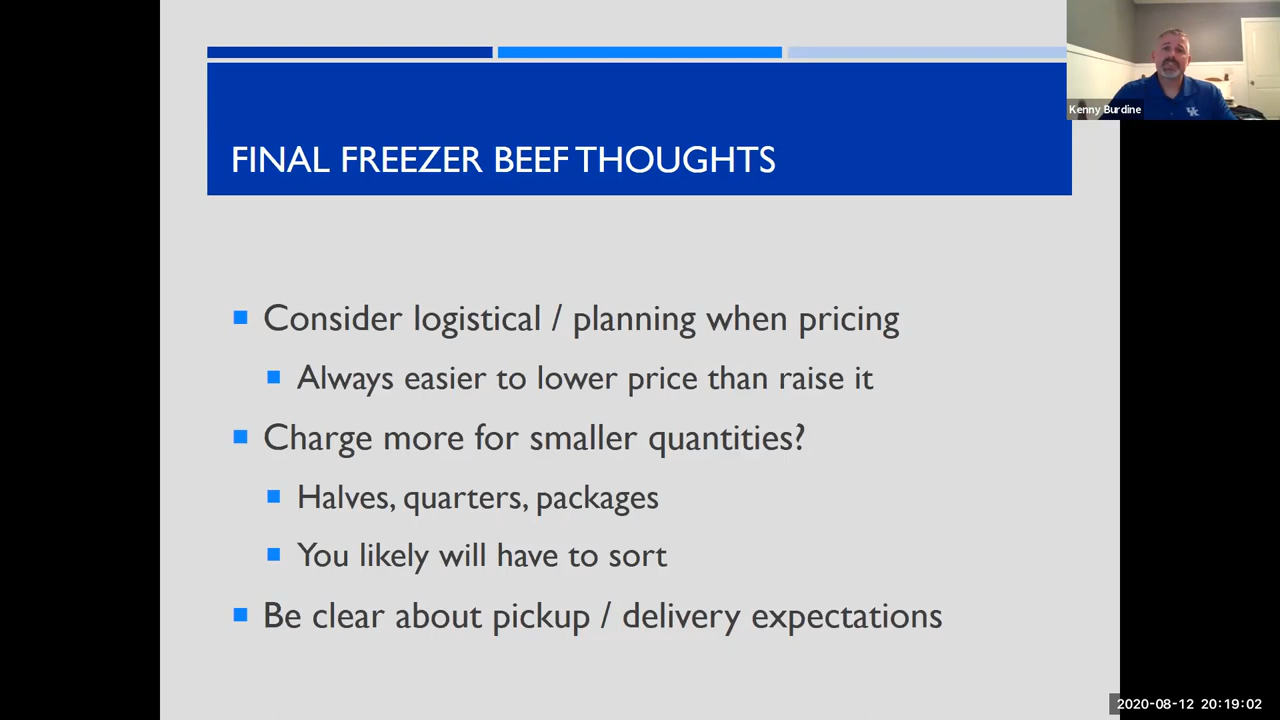 FINAL FREEZER BEEF THOUGHTS
Kenny Burdine
UK
Consider logistical / planning when pricing
Always easier to lower price than raise it
Charge more for smaller quantities?
Halves, quarters, packages
You likely will have to sort
Be clear about pickup / delivery expectations
2020-08-12 20:19:02